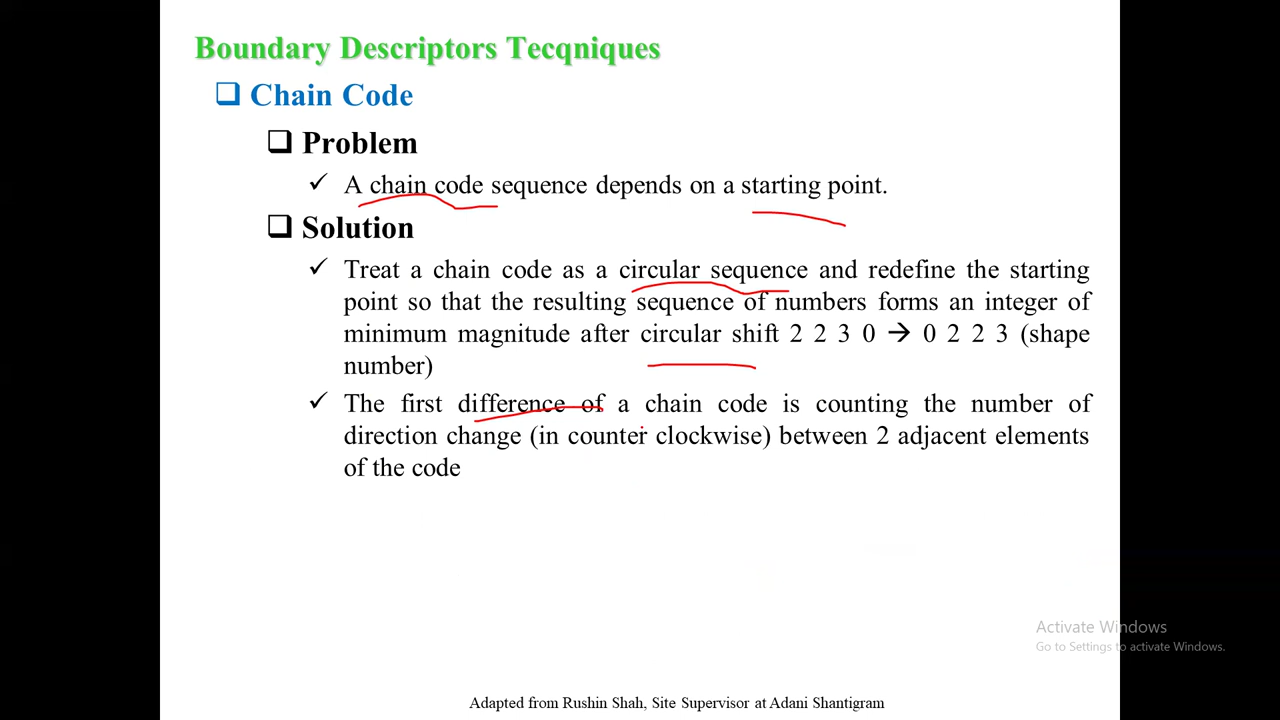 Boundary Descriptors Tecqniques
❑ Chain Code
❑ Problem
✓ A chain code sequence depends on a starting point.
❑ Solution
✓ Treat a chain code as a circular sequence and redefine the starting
point so that the resulting sequence of numbers forms an integer of
minimum magnitude after circular shift 2 2 3 0 → 0 2 2 3 (shape
number)
✓ The first difference of a chain code is counting the number of
direction change (in counter clockwise) between 2 adjacent elements
of the code
Activate Windows
Go to Settings to activate Windows.
Adapted from Rushin Shah, Site Supervisor at Adani Shantigram